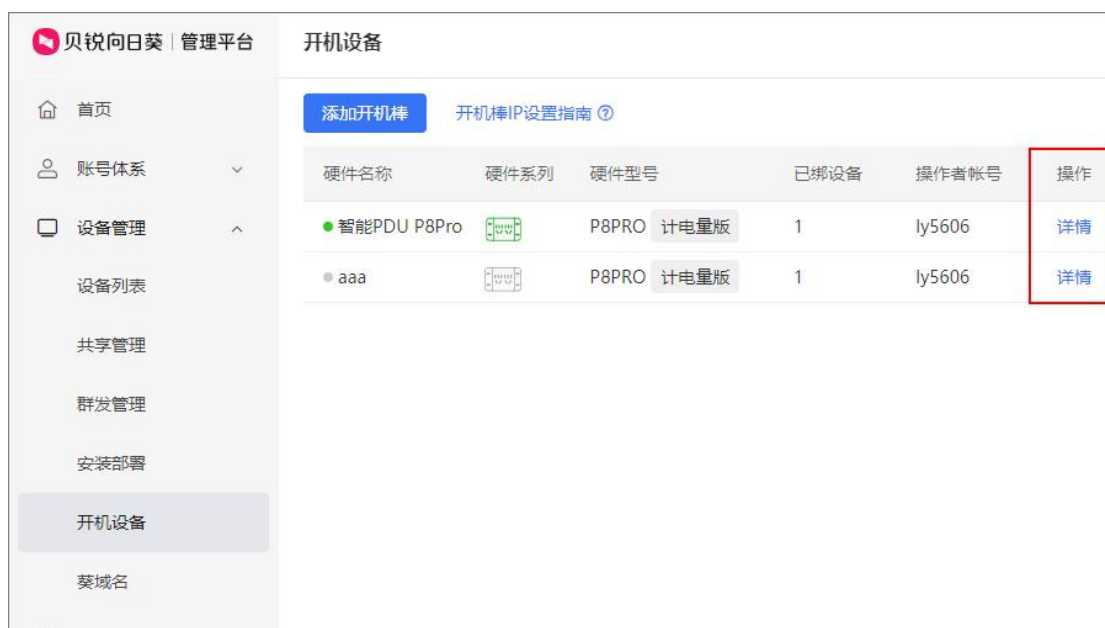 贝锐向日葵 | 管理平台
开机设备
首页
账号体系
设备管理
设备列表
共享管理
群发管理
安装部署
开机设备
葵域名
添加开机棒 开机棒IP设置指南 ?
硬件名称 硬件系列 硬件型号 已绑设备 操作者帐号 操作
智能PDU P8Pro P8PRO 计电量版 1 ly5606 详情
aaa P8PRO 计电量版 1 ly5606 详情